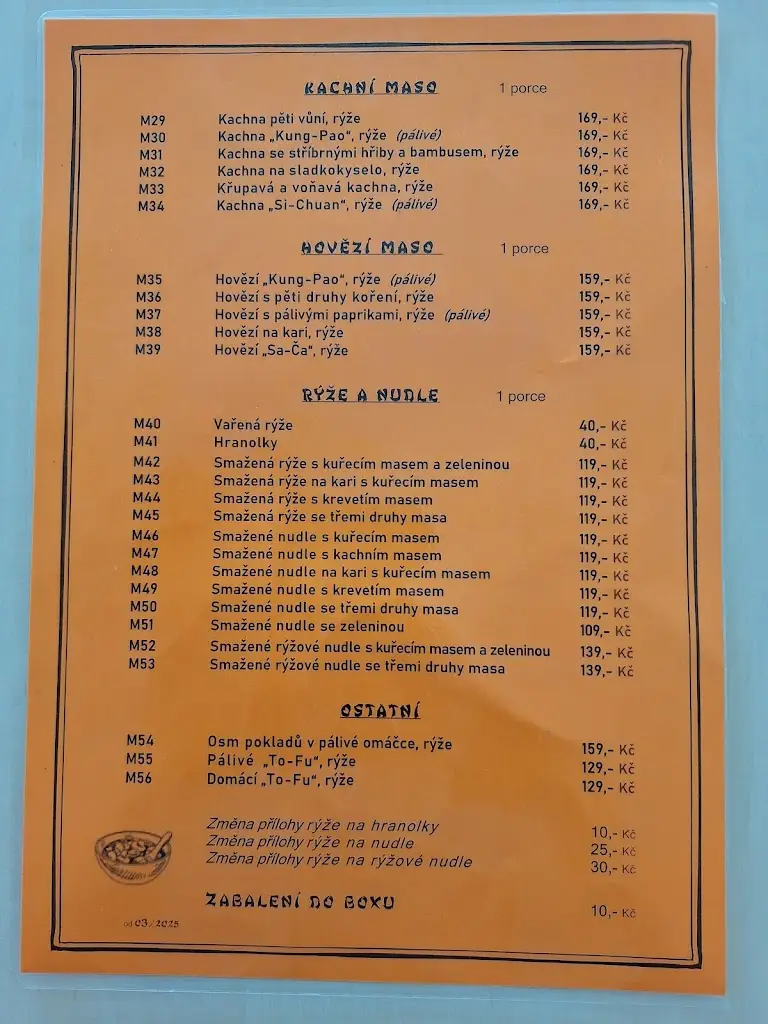 KACHNÍ MASO 1 porce
M29 Kachna pěti vůní, rýže 169,- Kč
M30 Kachna „Kung-Pao“, rýže (pálivé) 169,- Kč
M31 Kachna se stříbrnými hřiby a bambusem, rýže 169,- Kč
M32 Kachna na sladkokyselo, rýže 169,- Kč
M33 Křupavá a voňavá kachna, rýže 169,- Kč
M34 Kachna „Si-Chuan“, rýže (pálivé) 169,- Kč
HOVĚZÍ MASO 1 porce
M35 Hovězí „Kung-Pao“, rýže (pálivé) 159,- Kč
M36 Hovězí s pěti druhy koření, rýže 159,- Kč
M37 Hovězí s pálivými paprikami, rýže (pálivé) 159,- Kč
M38 Hovězí na kari, rýže 159,- Kč
M39 Hovězí „Sa-Ča“, rýže 159,- Kč
RÝŽE A NUDLE 1 porce
M40 Vařená rýže 40,- Kč
M41 Hranolky 40,- Kč
M42 Smažená rýže s kuřecím masem a zeleninou 119,- Kč
M43 Smažená rýže na kari s kuřecím masem 119,- Kč
M44 Smažená rýže s krevetím masem 119,- Kč
M45 Smažená rýže se třemi druhy masa 119,- Kč
M46 Smažené nudle s kuřecím masem 119,- Kč
M47 Smažené nudle s kachním masem 119,- Kč
M48 Smažené nudle na kari s kuřecím masem 119,- Kč
M49 Smažené nudle s krevetím masem 119,- Kč
M50 Smažené nudle se třemi druhy masa 119,- Kč
M51 Smažené nudle se zeleninou 109,- Kč
M52 Smažené rýžové nudle s kuřecím masem a zeleninou 139,- Kč
M53 Smažené rýžové nudle se třemi druhy masa 139,- Kč
OSTATNÍ
M54 Osm pokladů v pálivé omáčce, rýže 159,- Kč
M55 Pálivé „To-Fu“, rýže 129,- Kč
M56 Domácí „To-Fu“, rýže 129,- Kč
Změna přílohy rýže na hranolky 10,- Kč
Změna přílohy rýže na nudle 25,- Kč
Změna přílohy rýže na rýžové nudle 30,- Kč
ZABALENÍ DO BOXU 10,- Kč
od 03/2025